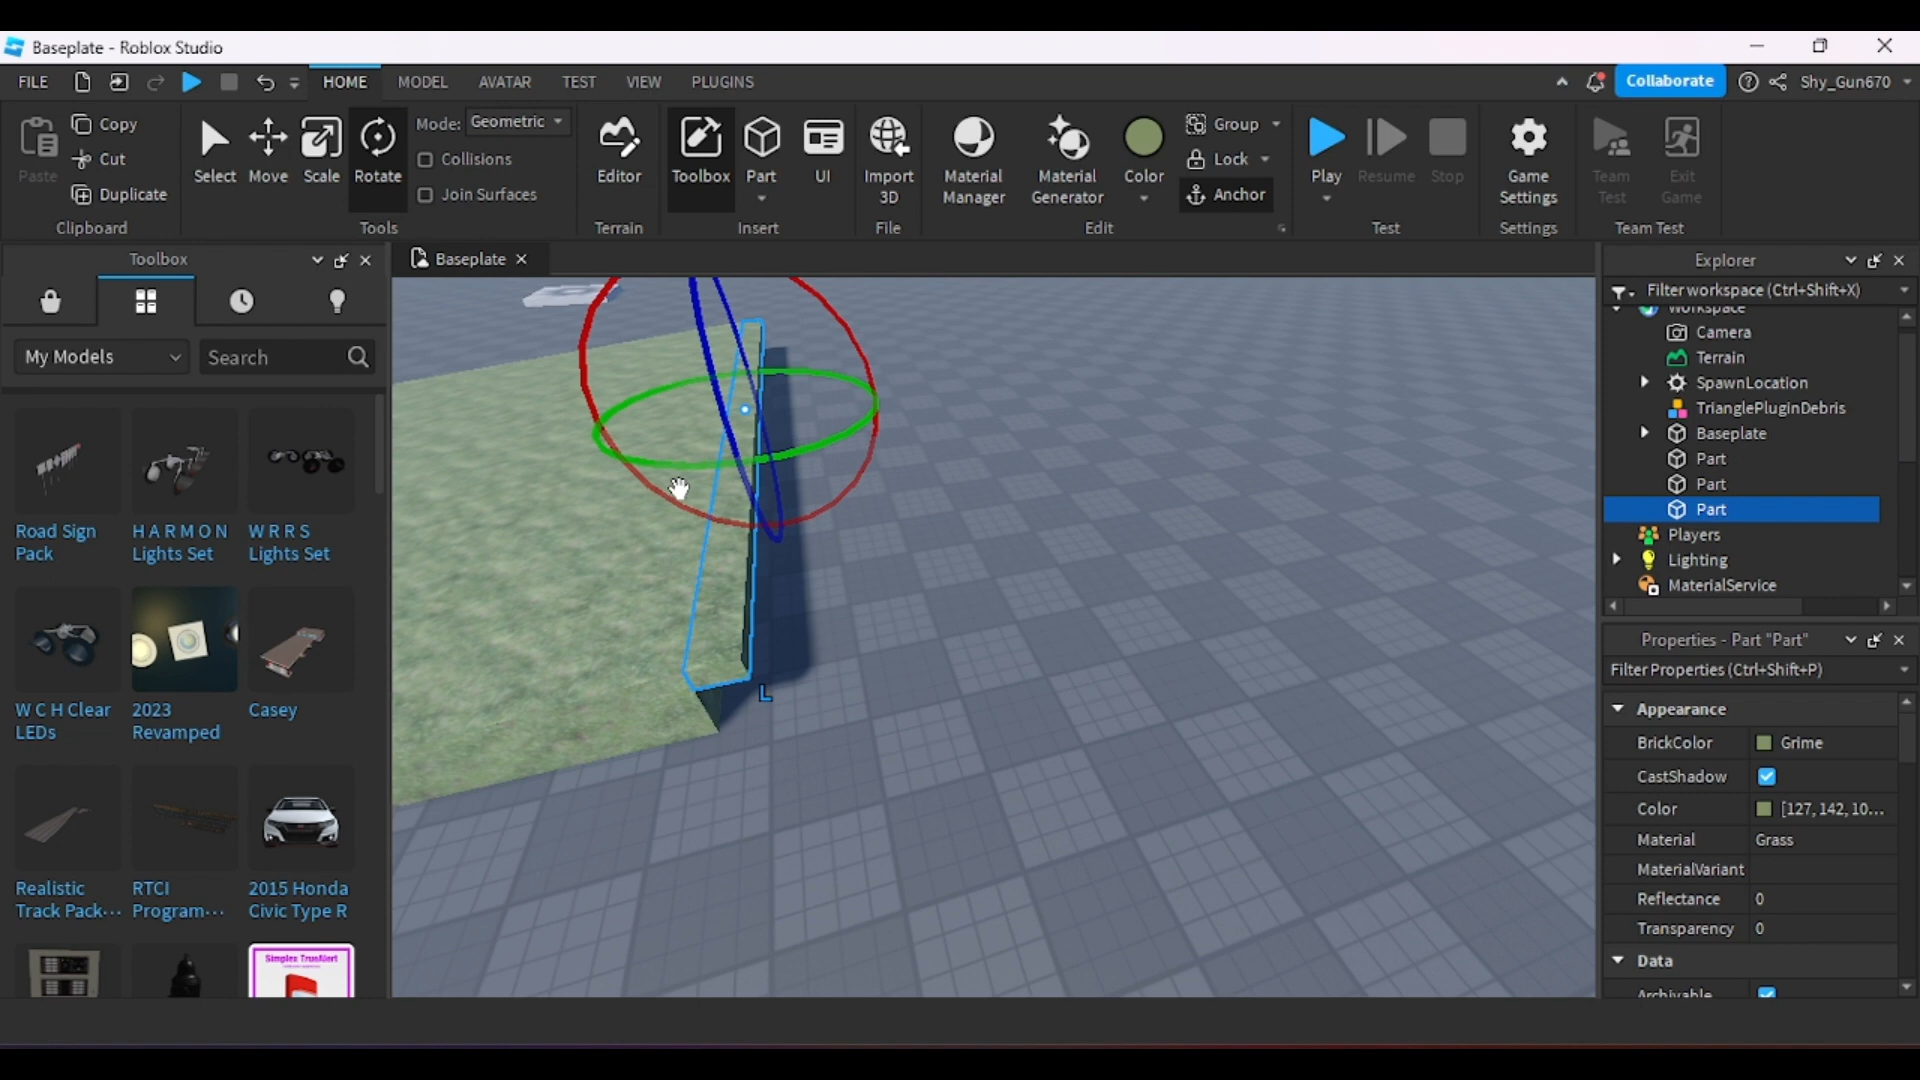 Baseplate - Roblox Studio
FILE HOME MODEL AVATAR TEST VIEW PLUGINS Collaborate Shy_Gun670
Paste Copy Cut Duplicate
Clipboard
Select Move Scale Rotate
Mode: Geometric
Collisions
Join Surfaces
Tools
Editor
Terrain
Toolbox Part UI
Insert
Import
3D
File
Material
Manager
Material
Generator
Color
Group
Lock
Anchor
Edit
Play Resume Stop
Test
Game
Settings
Settings
Team
Test
Exit
Game
Team Test
Toolbox
My Models Search
Road Sign
Pack
H A R M O N
Lights Set
W R R S
Lights Set
W C H Clear
LEDs
2023
Revamped
Casey
Realistic
Track Pack...
RTCI
Program...
2015 Honda
Civic Type R
Simplex TrueAlert
Baseplate
L
Explorer
Filter workspace (Ctrl+Shift+X)
Workspace
Camera
Terrain
SpawnLocation
TrianglePluginDebris
Baseplate
Part
Part
Part
Players
Lighting
MaterialService
Properties - Part "Part"
Filter Properties (Ctrl+Shift+P)
Appearance
BrickColor Grime
CastShadow
Color [127, 142, 10...
Material Grass
MaterialVariant
Reflectance 0
Transparency 0
Data
Archivable